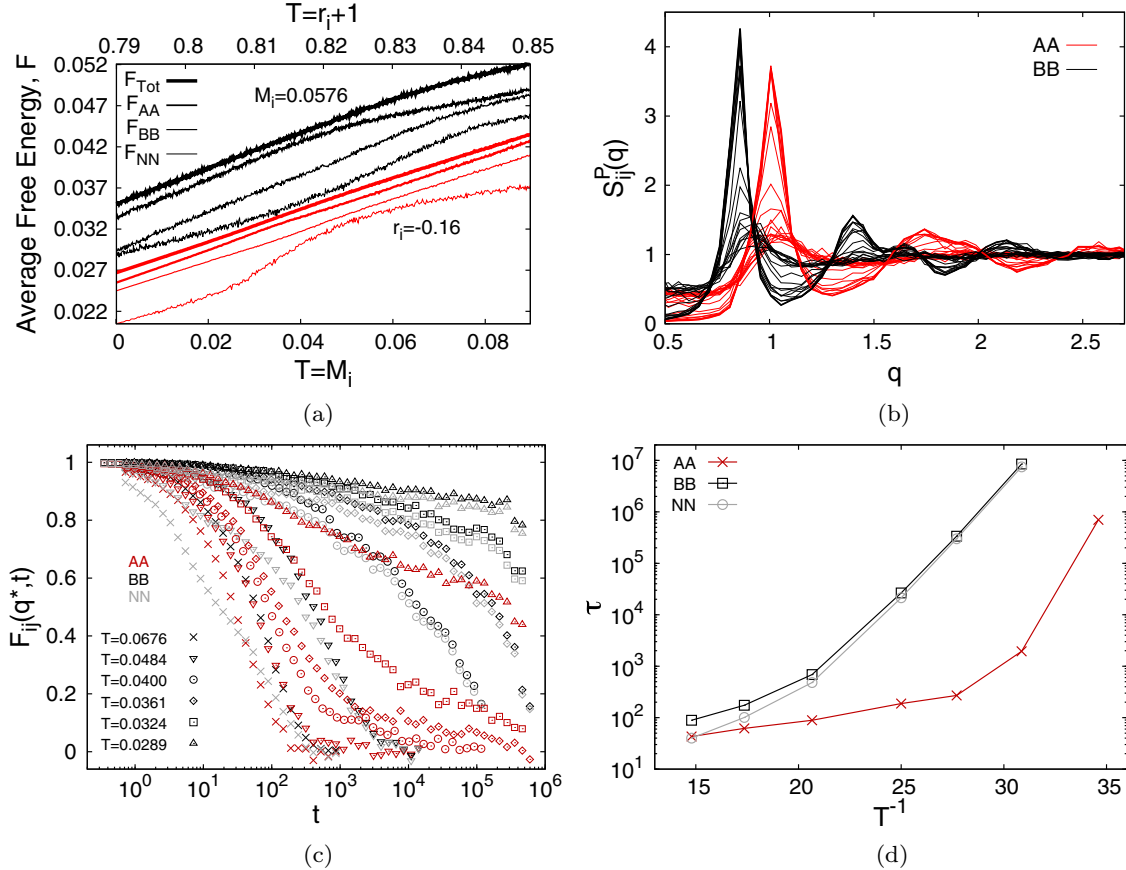 T=r_i+1
0.79 0.8 0.81 0.82 0.83 0.84 0.85
Average Free Energy, F
0.052
0.047
0.042
0.037
0.032
0.027
0.022
F_Tot
F_AA
F_BB
F_NN
M_i=0.0576
r_i=-0.16
0 0.02 0.04 0.06 0.08
T=M_i
(a)
S^P_ij(q)
4
3
2
1
0
AA
BB
0.5 1 1.5 2 2.5
q
(b)
F_ij(q*,t)
1
0.8
0.6
0.4
0.2
0
AA
BB
NN
T=0.0676
T=0.0484
T=0.0400
T=0.0361
T=0.0324
T=0.0289
10^0 10^1 10^2 10^3 10^4 10^5 10^6
t
(c)
τ
10^7
10^6
10^5
10^4
10^3
10^2
10^1
AA
BB
NN
15 20 25 30 35
T^-1
(d)